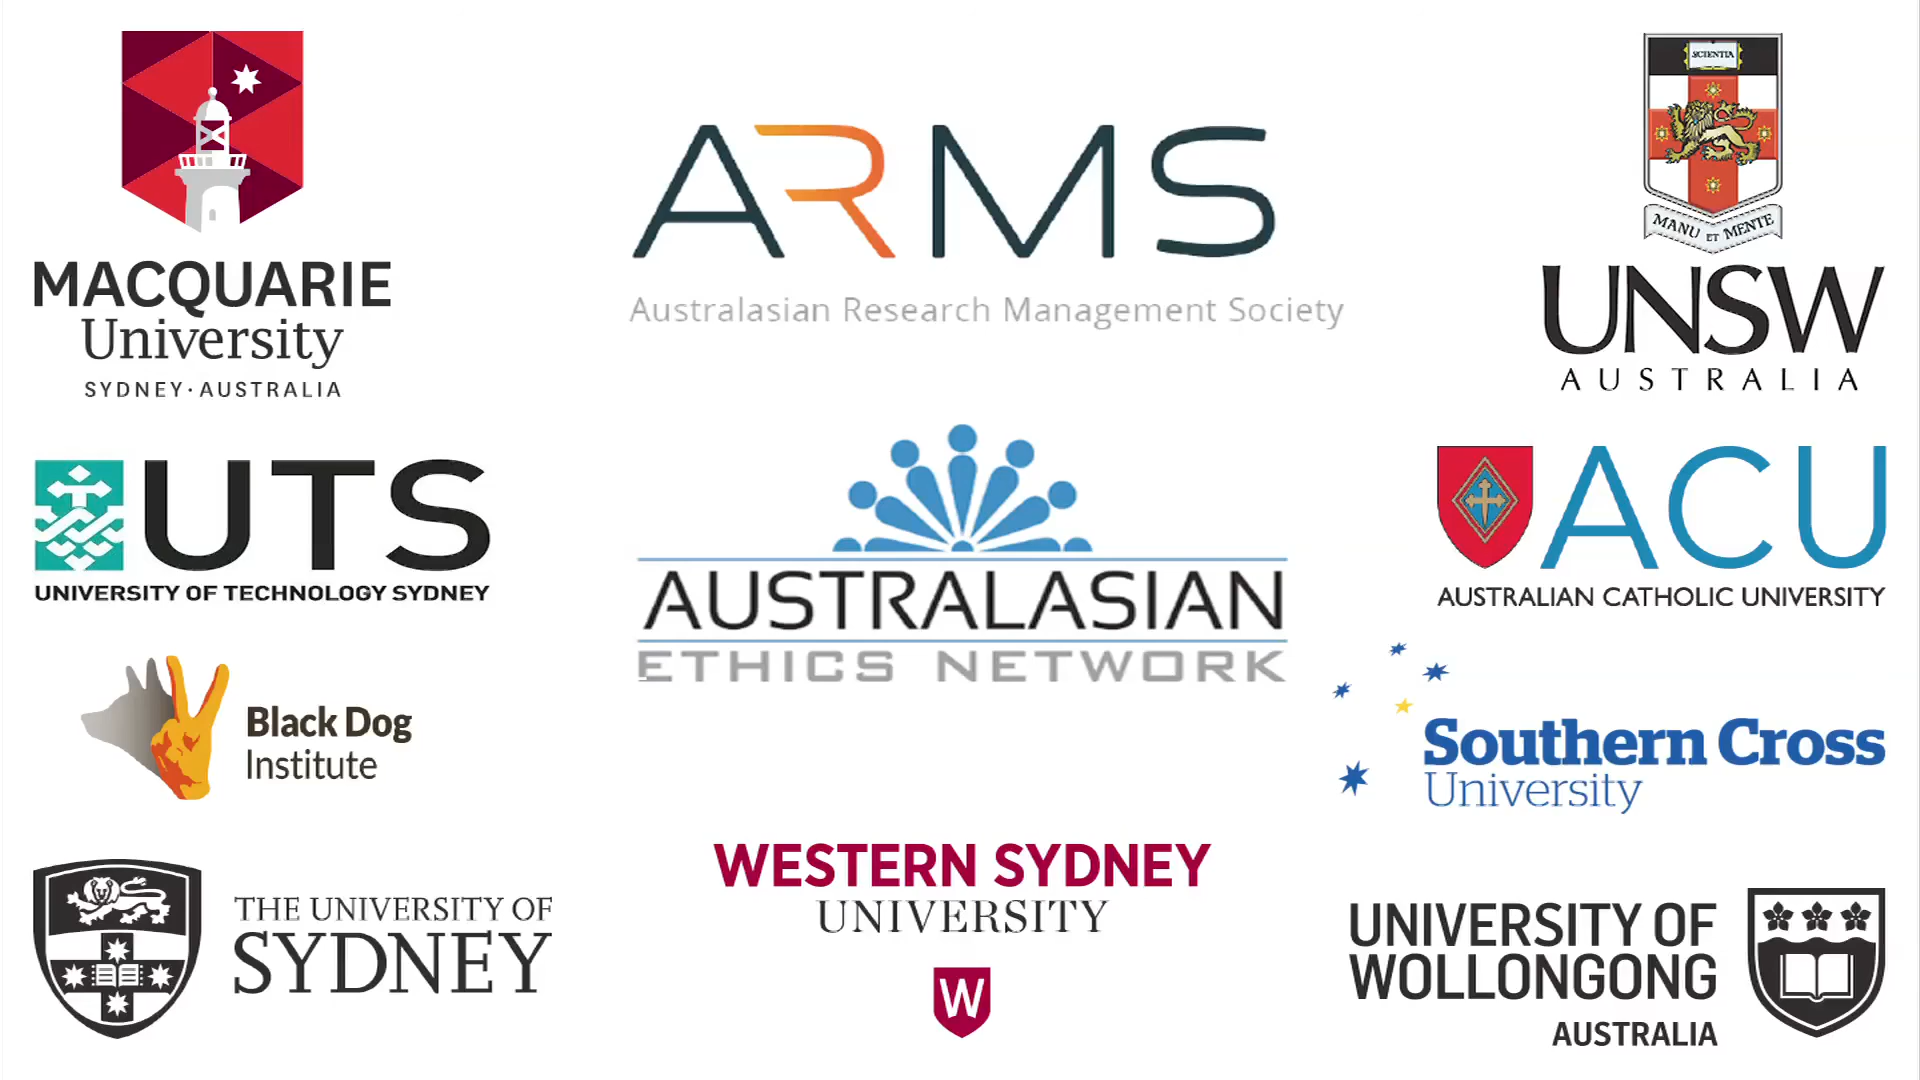 MACQUARIE
University
SYDNEY·AUSTRALIA
ARMS
Australasian Research Management Society
SCIENTIA
MANU ET MENTE
UNSW
AUSTRALIA
UTS
UNIVERSITY OF TECHNOLOGY SYDNEY
AUSTRALASIAN
ETHICS NETWORK
ACU
AUSTRALIAN CATHOLIC UNIVERSITY
Black Dog
Institute
Southern Cross
University
THE UNIVERSITY OF
SYDNEY
WESTERN SYDNEY
UNIVERSITY
W
UNIVERSITY OF
WOLLONGONG
AUSTRALIA